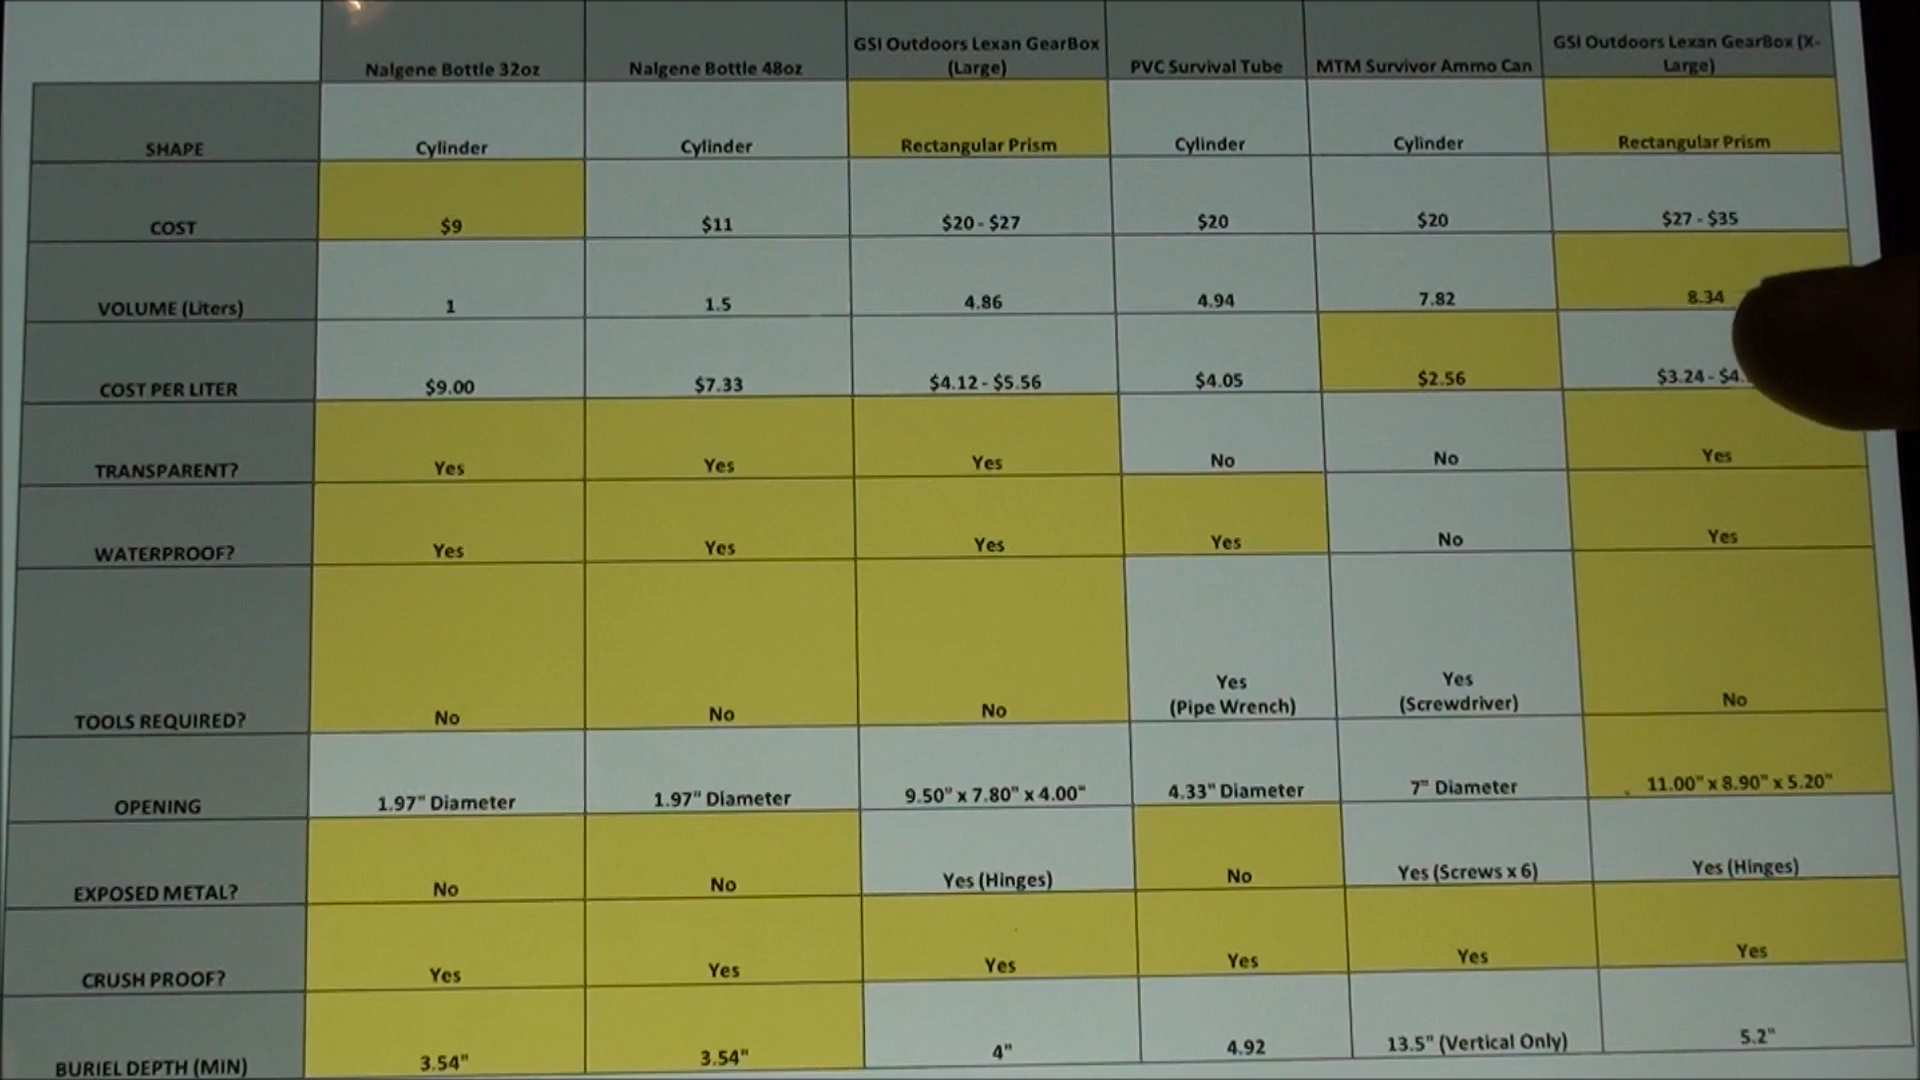 Nalgene Bottle 32oz
Nalgene Bottle 48oz
GSI Outdoors Lexan GearBox
(Large)
PVC Survival Tube
MTM Survivor Ammo Can
GSI Outdoors Lexan GearBox (X-
Large)
SHAPE
Cylinder
Cylinder
Rectangular Prism
Cylinder
Cylinder
Rectangular Prism
COST
$9
$11
$20 - $27
$20
$20
$27 - $35
VOLUME (Liters)
1
1.5
4.86
4.94
7.82
8.34
COST PER LITER
$9.00
$7.33
$4.12 - $5.56
$4.05
$2.56
$3.24 - $4.
TRANSPARENT?
Yes
Yes
Yes
No
No
Yes
WATERPROOF?
Yes
Yes
Yes
Yes
No
Yes
TOOLS REQUIRED?
No
No
No
Yes
(Pipe Wrench)
Yes
(Screwdriver)
No
OPENING
1.97" Diameter
1.97" Diameter
9.50" x 7.80" x 4.00"
4.33" Diameter
7" Diameter
11.00" x 8.90" x 5.20"
EXPOSED METAL?
No
No
Yes (Hinges)
No
Yes (Screws x 6)
Yes (Hinges)
CRUSH PROOF?
Yes
Yes
Yes
Yes
Yes
Yes
BURIEL DEPTH (MIN)
3.54"
3.54"
4"
4.92
13.5" (Vertical Only)
5.2"